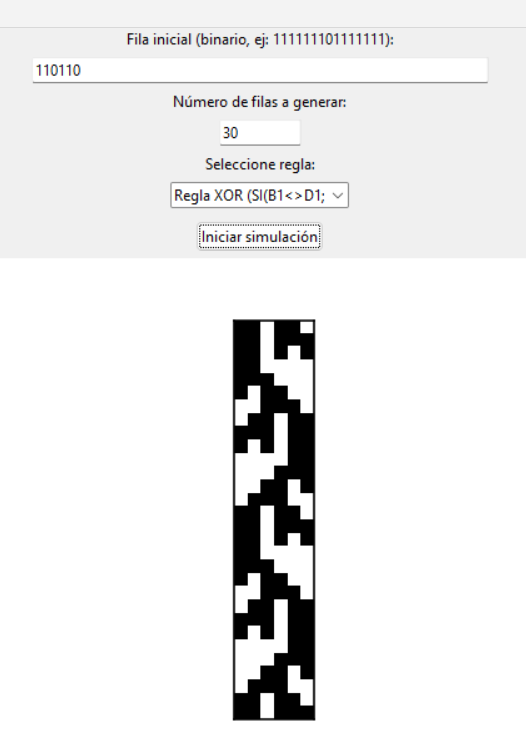 Fila inicial (binario, ej: 111111101111111):
110110
Número de filas a generar:
30
Seleccione regla:
Regla XOR (SI(B1<>D1;
Iniciar simulación